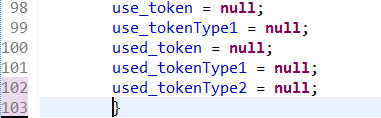 98 use_token = null;
99 use_tokenType1 = null;
100 used_token = null;
101 used_tokenType1 = null;
102 used_tokenType2 = null;
103 }